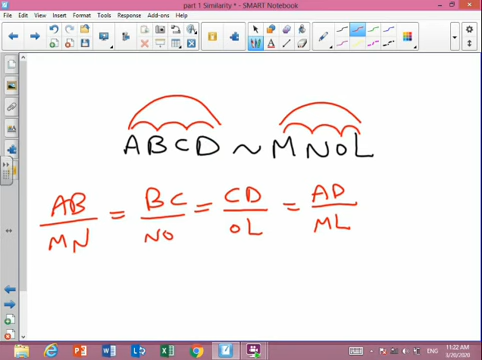 part 1 Similarity * - SMART Notebook
File Edit View Insert Format Tools Add-ons Response Help
ABCD ~ MNOL
AB/MN = BC/NO = CD/OL = AD/ML
ENG
11:22 AM
3/20/2020